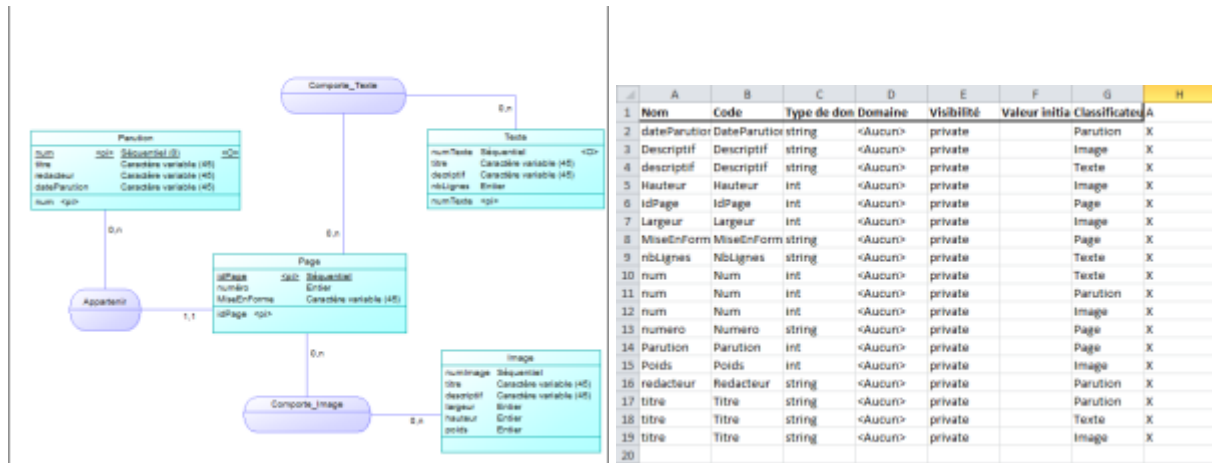 Comporte_Texte
0,n
Parution
num <pi> Séquentiel (8) <O>
titre Caractère variable (45)
redacteur Caractère variable (45)
dateParution Caractère variable (45)
num <pi>
Texte
numTexte Séquentiel <O>
titre Caractère variable (45)
descriptif Caractère variable (45)
nbLignes Entier
numTexte <pi>
0,n
0,n
Page
idPage <pi> Séquentiel
numéro Entier
MiseEnForme Caractère variable (45)
idPage <pi>
Appartenir
1,1
0,n
Image
numImage Séquentiel
titre Caractère variable (45)
descriptif Caractère variable (45)
largeur Entier
hauteur Entier
poids Entier
Comporte_Image
0,n
A B C D E F G H
1 Nom Code Type de don Domaine Visibilité Valeur initia Classificateu A
2 dateParution DateParution string <Aucun> private Parution X
3 Descriptif Descriptif string <Aucun> private Image X
4 descriptif Descriptif string <Aucun> private Texte X
5 Hauteur Hauteur int <Aucun> private Image X
6 idPage IdPage int <Aucun> private Page X
7 Largeur Largeur int <Aucun> private Image X
8 MiseEnForm MiseEnForm string <Aucun> private Page X
9 nbLignes NbLignes string <Aucun> private Texte X
10 num Num int <Aucun> private Texte X
11 num Num int <Aucun> private Parution X
12 num Num int <Aucun> private Image X
13 numero Numero string <Aucun> private Page X
14 Parution Parution int <Aucun> private Page X
15 Poids Poids int <Aucun> private Image X
16 redacteur Redacteur string <Aucun> private Parution X
17 titre Titre string <Aucun> private Parution X
18 titre Titre string <Aucun> private Texte X
19 titre Titre string <Aucun> private Image X
20